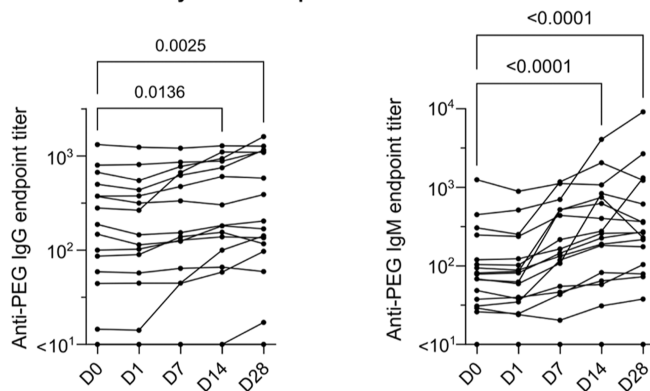 0.0025
0.0136
Anti-PEG IgG endpoint titer
10³
10²
<10¹
D0 D1 D7 D14 D28
<0.0001
<0.0001
Anti-PEG IgM endpoint titer
10⁴
10³
10²
<10¹
D0 D1 D7 D14 D28